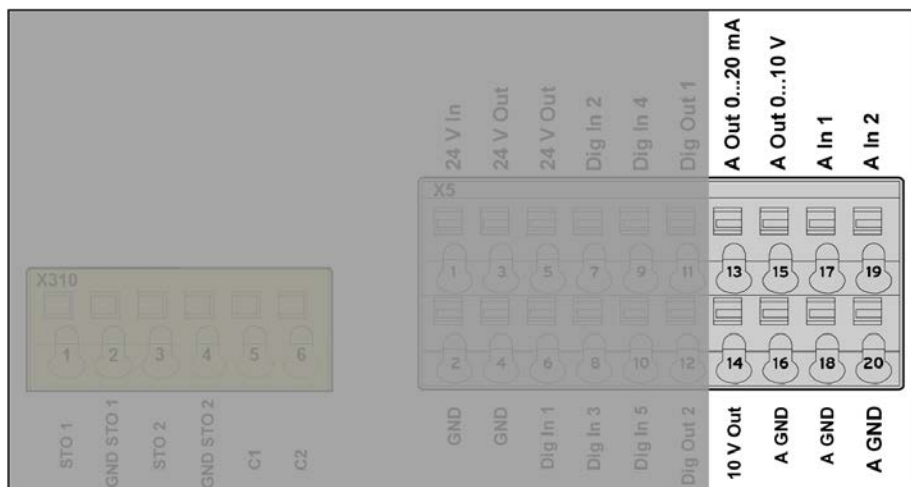 24 V In
24 V Out
24 V Out
Dig In 2
Dig In 4
Dig Out 1
A Out 0...20 mA
A Out 0...10 V
A In 1
A In 2
X5
1 3 5 7 9 11 13 15 17 19
2 4 6 8 10 12 14 16 18 20
GND
GND
Dig In 1
Dig In 3
Dig In 5
Dig Out 2
10 V Out
A GND
A GND
A GND
X310
1 2 3 4 5 6
STO 1
GND STO 1
STO 2
GND STO 2
C1
C2